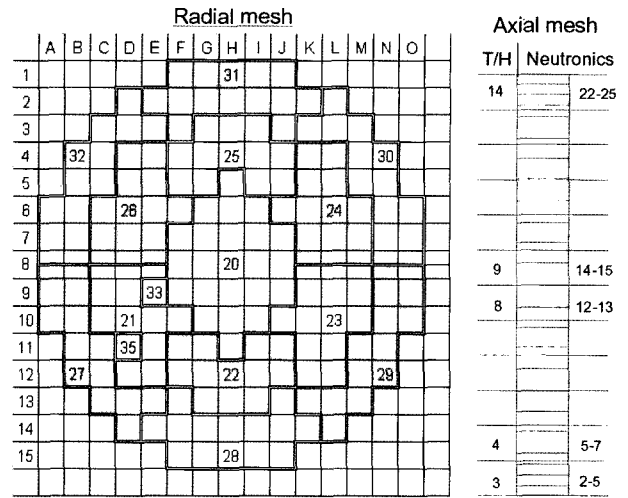 Radial mesh
Axial mesh
A B C D E F G H I J K L M N O
T/H Neutronics
1 31
2
3
4 32 25 30
5
6 26 24
7
8 20
9 33
10 21 23
11 35
12 27 22 29
13
14
15 28
14 22-25
9 14-15
8 12-13
4 5-7
3 2-5